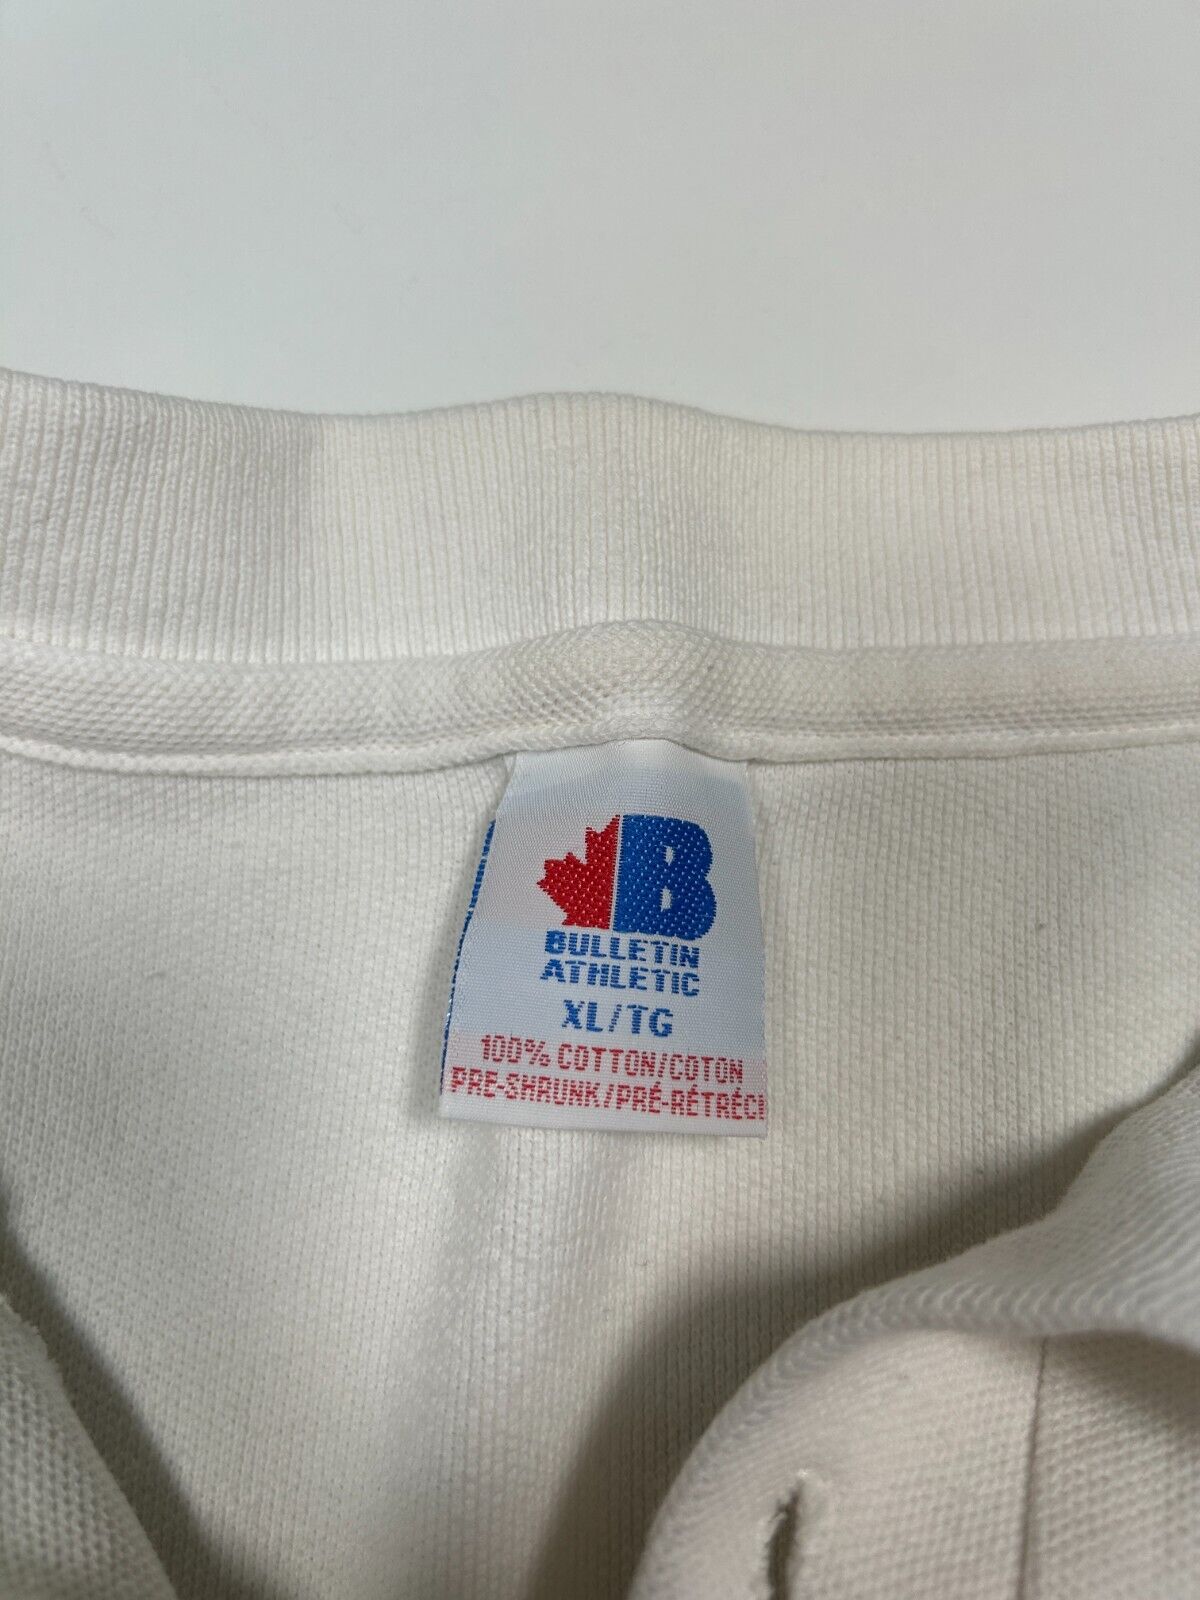 B
BULLETIN
ATHLETIC
XL/TG
100% COTTON/COTON
PRE-SHRUNK/PRÉ-RÉTRÉCI